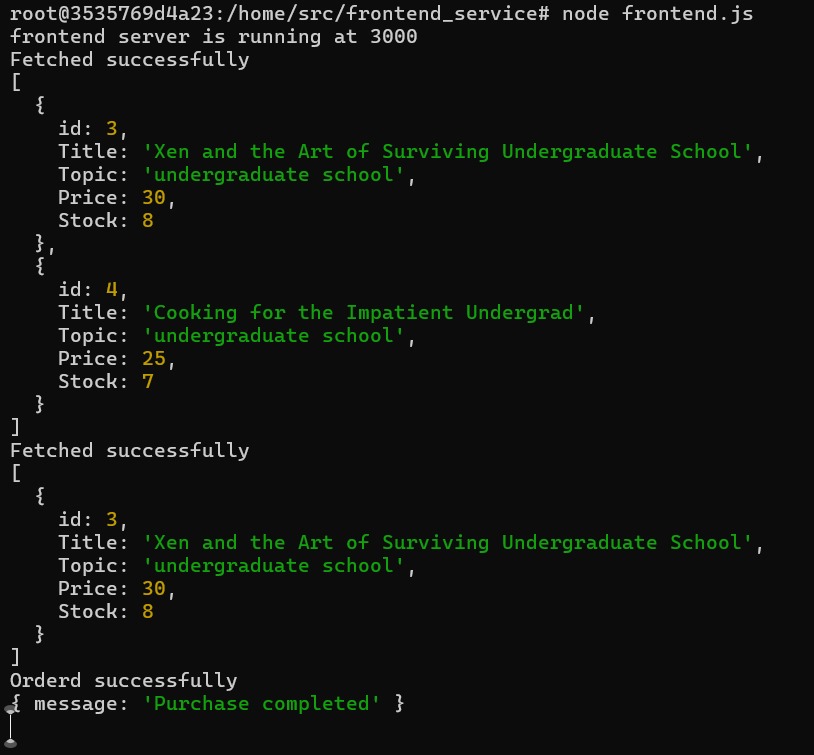 root@3535769d4a23:/home/src/frontend_service# node frontend.js
frontend server is running at 3000
Fetched successfully
[
  {
    id: 3,
    Title: 'Xen and the Art of Surviving Undergraduate School',
    Topic: 'undergraduate school',
    Price: 30,
    Stock: 8
  },
  {
    id: 4,
    Title: 'Cooking for the Impatient Undergrad',
    Topic: 'undergraduate school',
    Price: 25,
    Stock: 7
  }
]
Fetched successfully
[
  {
    id: 3,
    Title: 'Xen and the Art of Surviving Undergraduate School',
    Topic: 'undergraduate school',
    Price: 30,
    Stock: 8
  }
]
Orderd successfully
{ message: 'Purchase completed' }